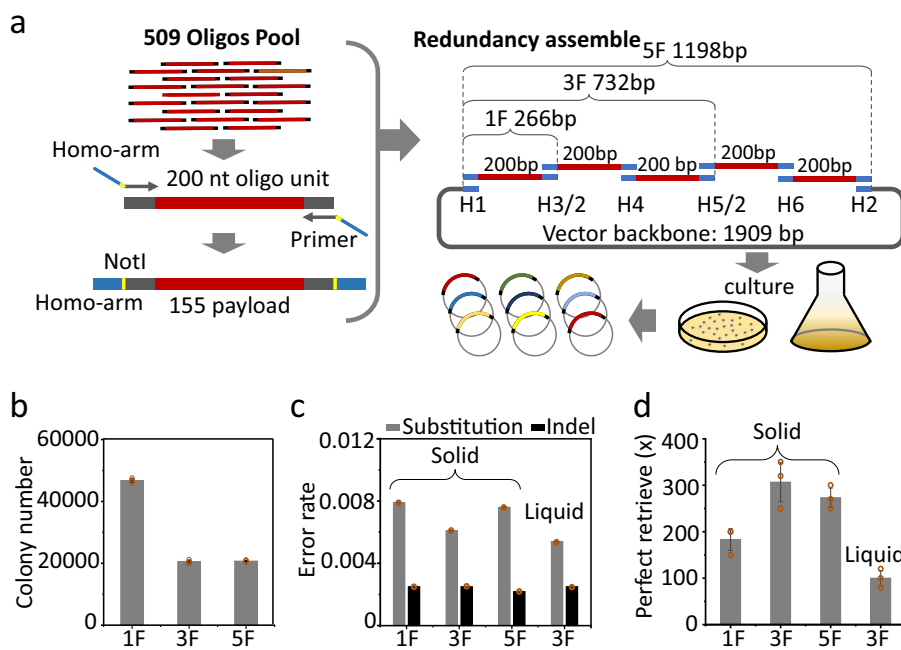 a
509 Oligos Pool
Homo-arm
200 nt oligo unit
Primer
NotI
Homo-arm
155 payload
Redundancy assemble
5F 1198bp
3F 732bp
1F 266bp
200bp 200bp 200 bp 200bp 200bp
H1 H3/2 H4 H5/2 H6 H2
Vector backbone: 1909 bp
culture
b
Colony number
60000
40000
20000
0
1F 3F 5F
c
Substitution Indel
Error rate
0.012
0.008
0.004
0
Solid
Liquid
1F 3F 5F 3F
d
Perfect retrieve (x)
400
300
200
100
0
Solid
Liquid
1F 3F 5F 3F